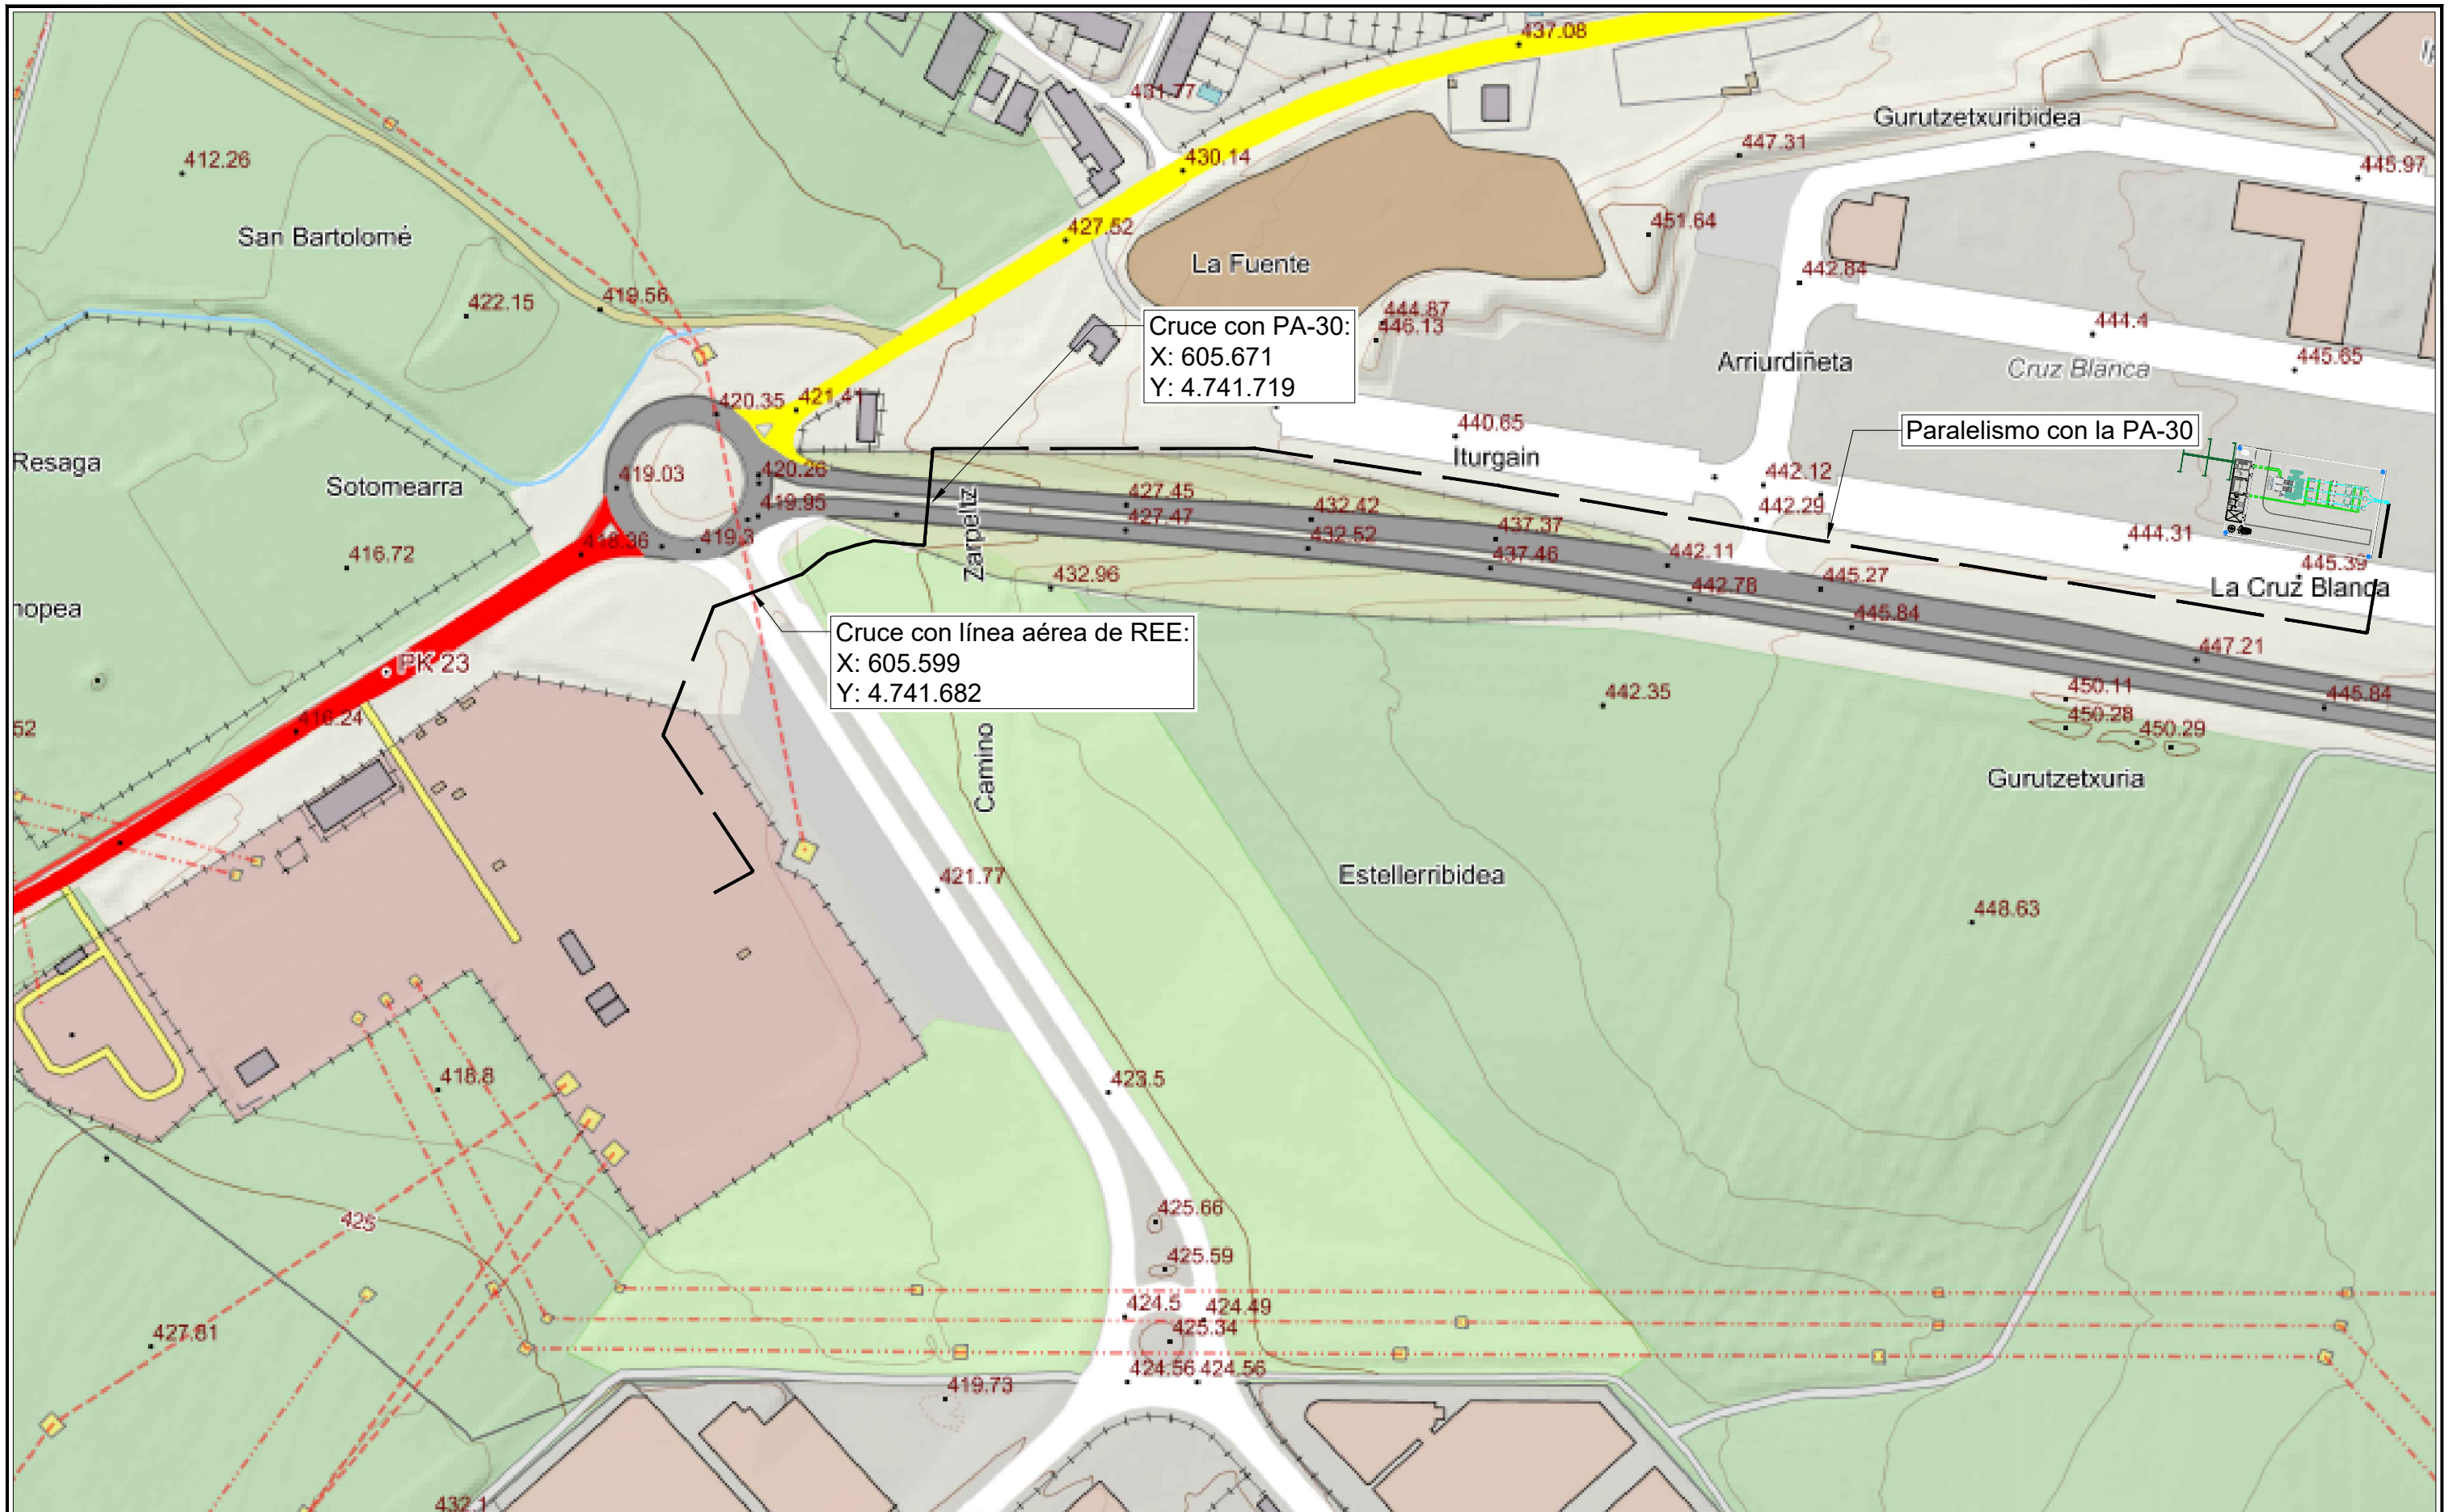 437.08
431.77
Gurutzetxuribidea
447.31
430.14
412.26
445.97
427.52
451.64
San Bartolomé
La Fuente
442.84
422.15
419.56
444.87
446.13
444.4
445.65
Cruce con PA-30:
X: 605.671
Y: 4.741.719
Arriurdiñeta
Cruz Blanca
420.35
421.41
440.65
Paralelismo con la PA-30
Iturgain
Resaga
419.03
420.26
442.12
Sotomearra
427.45
432.42
442.29
419.95
427.47
432.52
437.37
444.31
Zarpeltz
418.36
419.3
416.72
437.46
442.11
445.27
445.39
432.96
442.78
La Cruz Blanca
nopea
445.84
Cruce con línea aérea de REE:
X: 605.599
Y: 4.741.682
447.21
PK 23
442.35
450.11
445.84
416.24
52
450.28
450.29
Camino
Gurutzetxuria
421.77
Estellerribidea
448.63
418.8
423.5
425
425.66
425.59
424.5
424.49
425.34
427.81
424.56
424.56
419.73
432.1